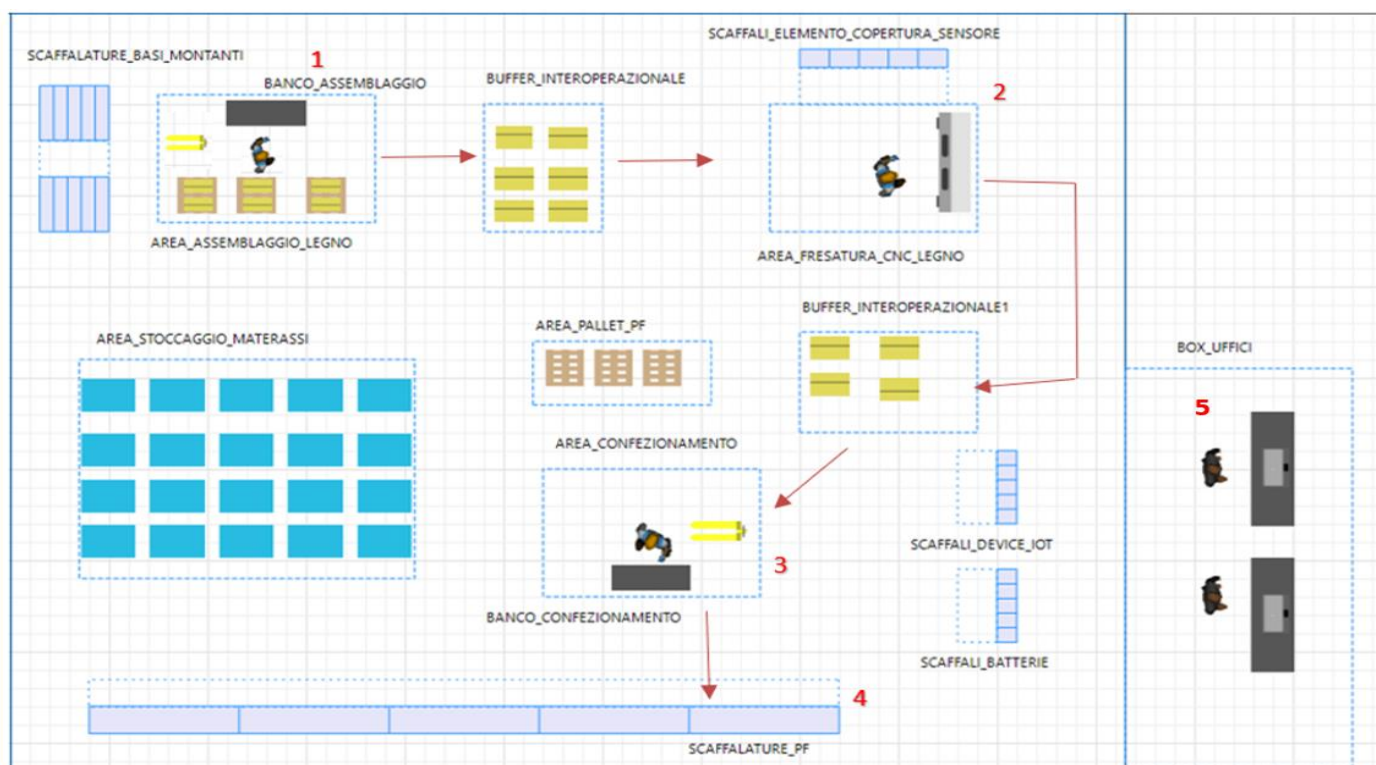 SCAFFALATURE_BASI_MONTANTI
1
BANCO_ASSEMBLAGGIO
BUFFER_INTEROPERAZIONALE
SCAFFALI_ELEMENTO_COPERTURA_SENSORE
2
AREA_ASSEMBLAGGIO_LEGNO
AREA_FRESATURA_CNC_LEGNO
AREA_STOCCAGGIO_MATERASSI
AREA_PALLET_PF
BUFFER_INTEROPERAZIONALE1
BOX_UFFICI
5
AREA_CONFEZIONAMENTO
SCAFFALI_DEVICE_IOT
3
BANCO_CONFEZIONAMENTO
SCAFFALI_BATTERIE
4
SCAFFALATURE_PF